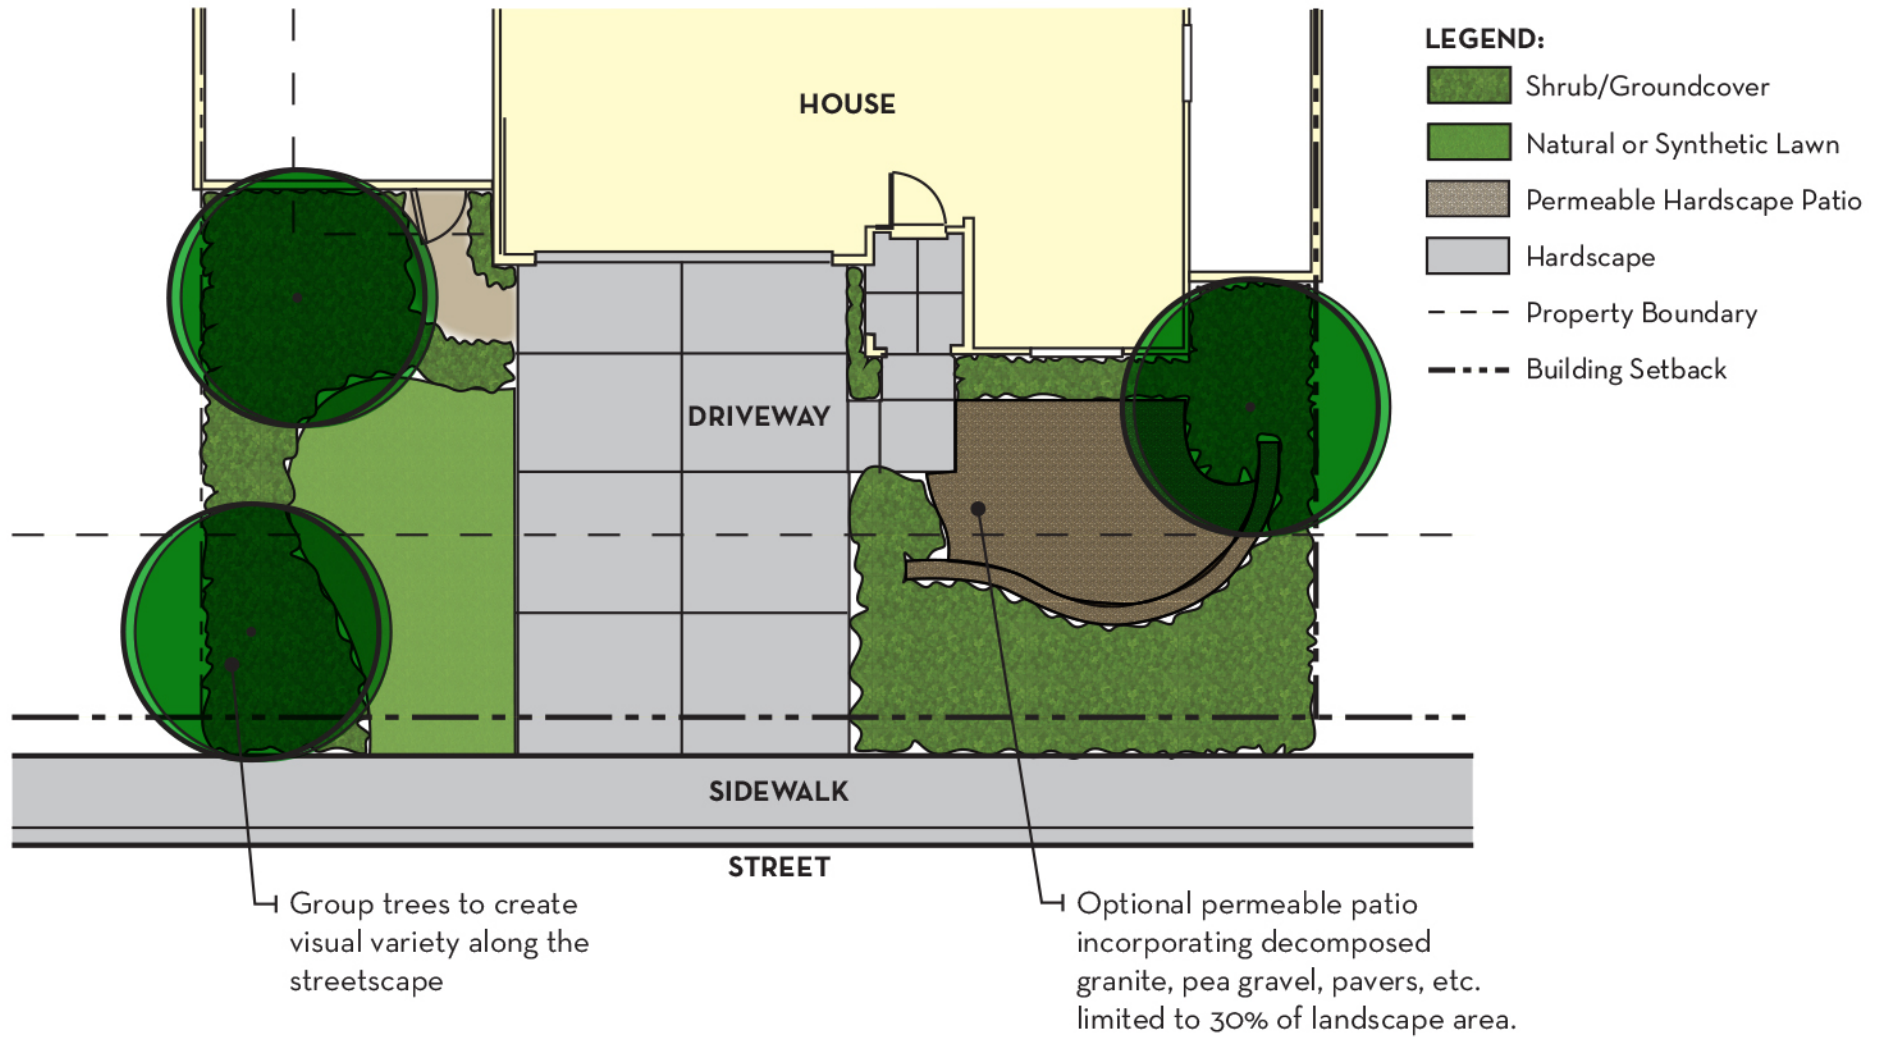 HOUSE
DRIVEWAY
SIDEWALK
STREET
LEGEND:
Shrub/Groundcover
Natural or Synthetic Lawn
Permeable Hardscape Patio
Hardscape
Property Boundary
Building Setback
Group trees to create
visual variety along the
streetscape
Optional permeable patio
incorporating decomposed
granite, pea gravel, pavers, etc.
limited to 30% of landscape area.